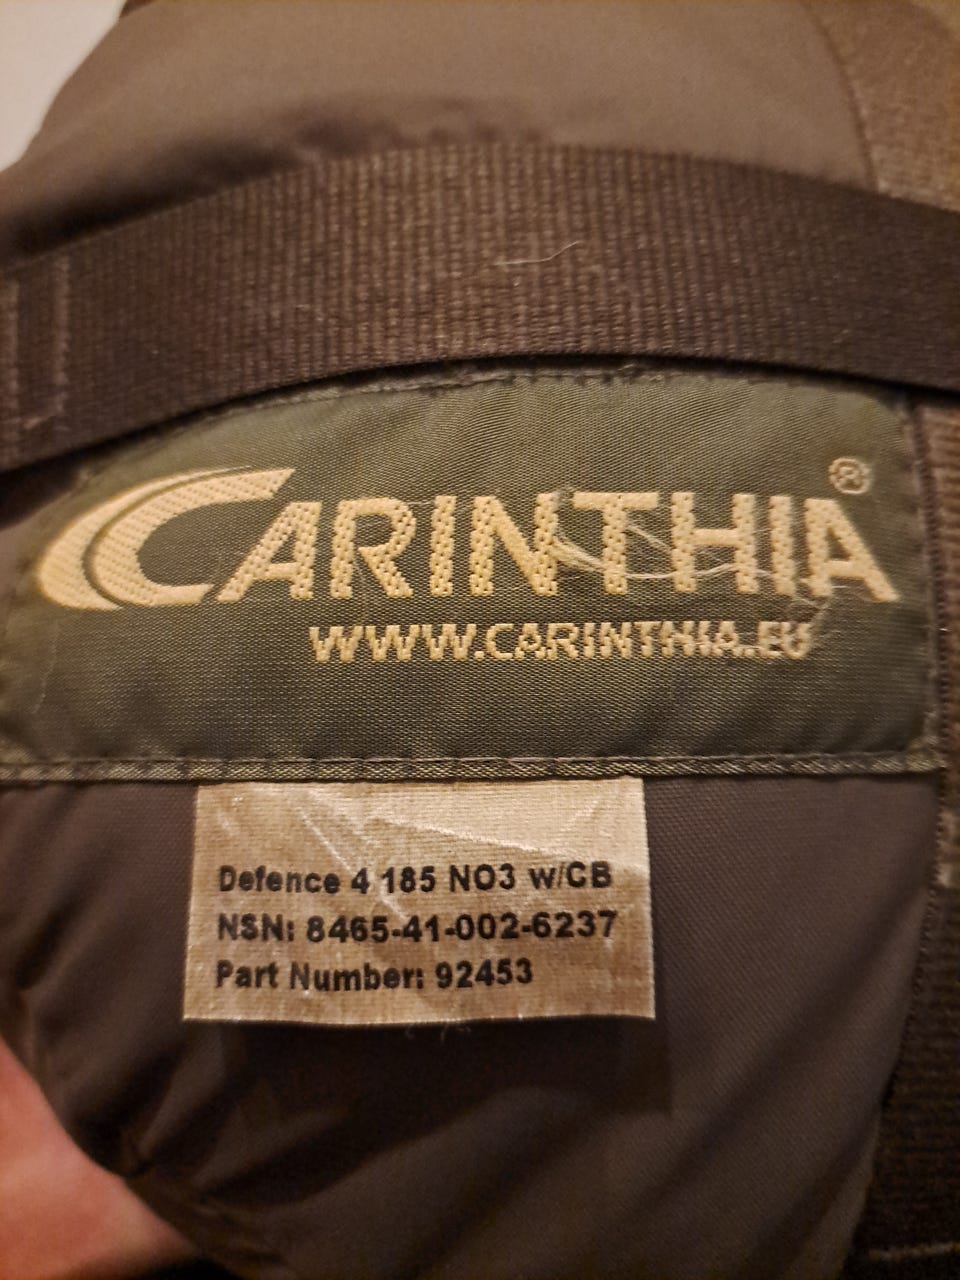 CARINTHIA®
WWW.CARINTHIA.EU
Defence 4 185 NO3 w/CB
NSN: 8465-41-002-6237
Part Number: 92453